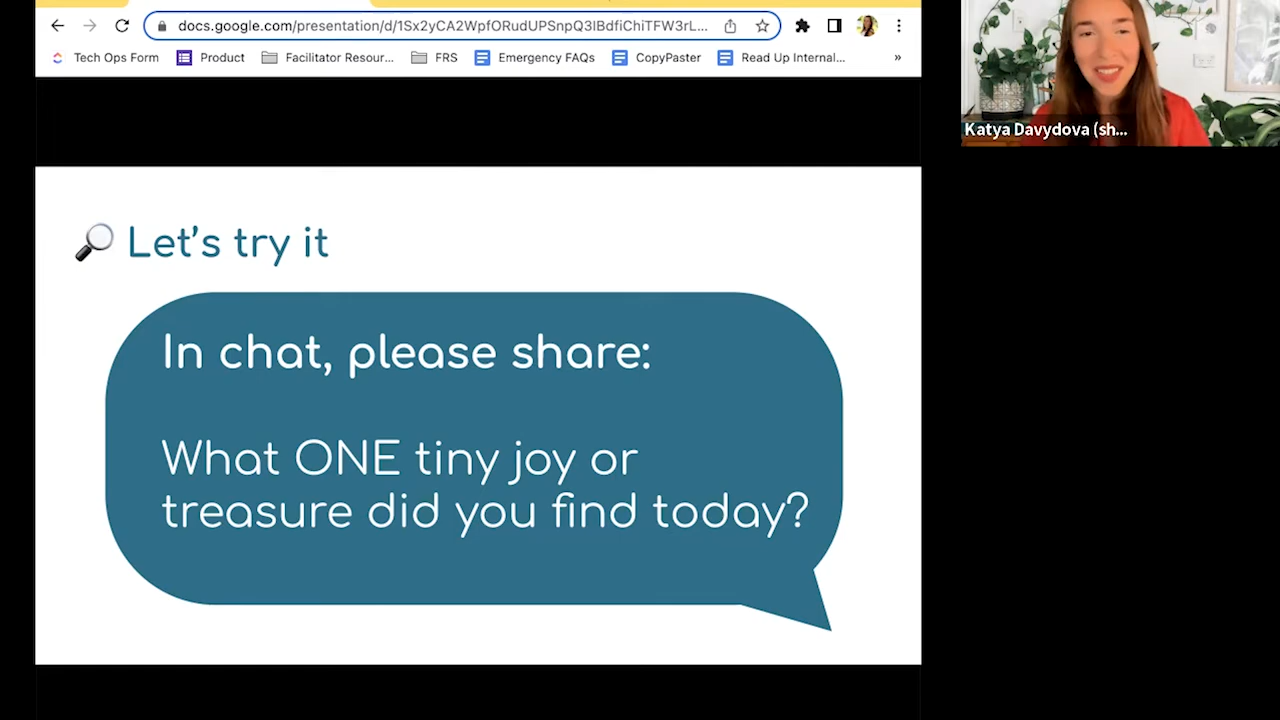 docs.google.com/presentation/d/1Sx2yCA2WpfORudUPSnpQ3IBdfiChiTFW3rL...
Tech Ops Form
Product
Facilitator Resour...
FRS
Emergency FAQs
CopyPaster
Read Up Internal...
»
Katya Davydova (sh...
Let's try it
In chat, please share:
What ONE tiny joy or
treasure did you find today?